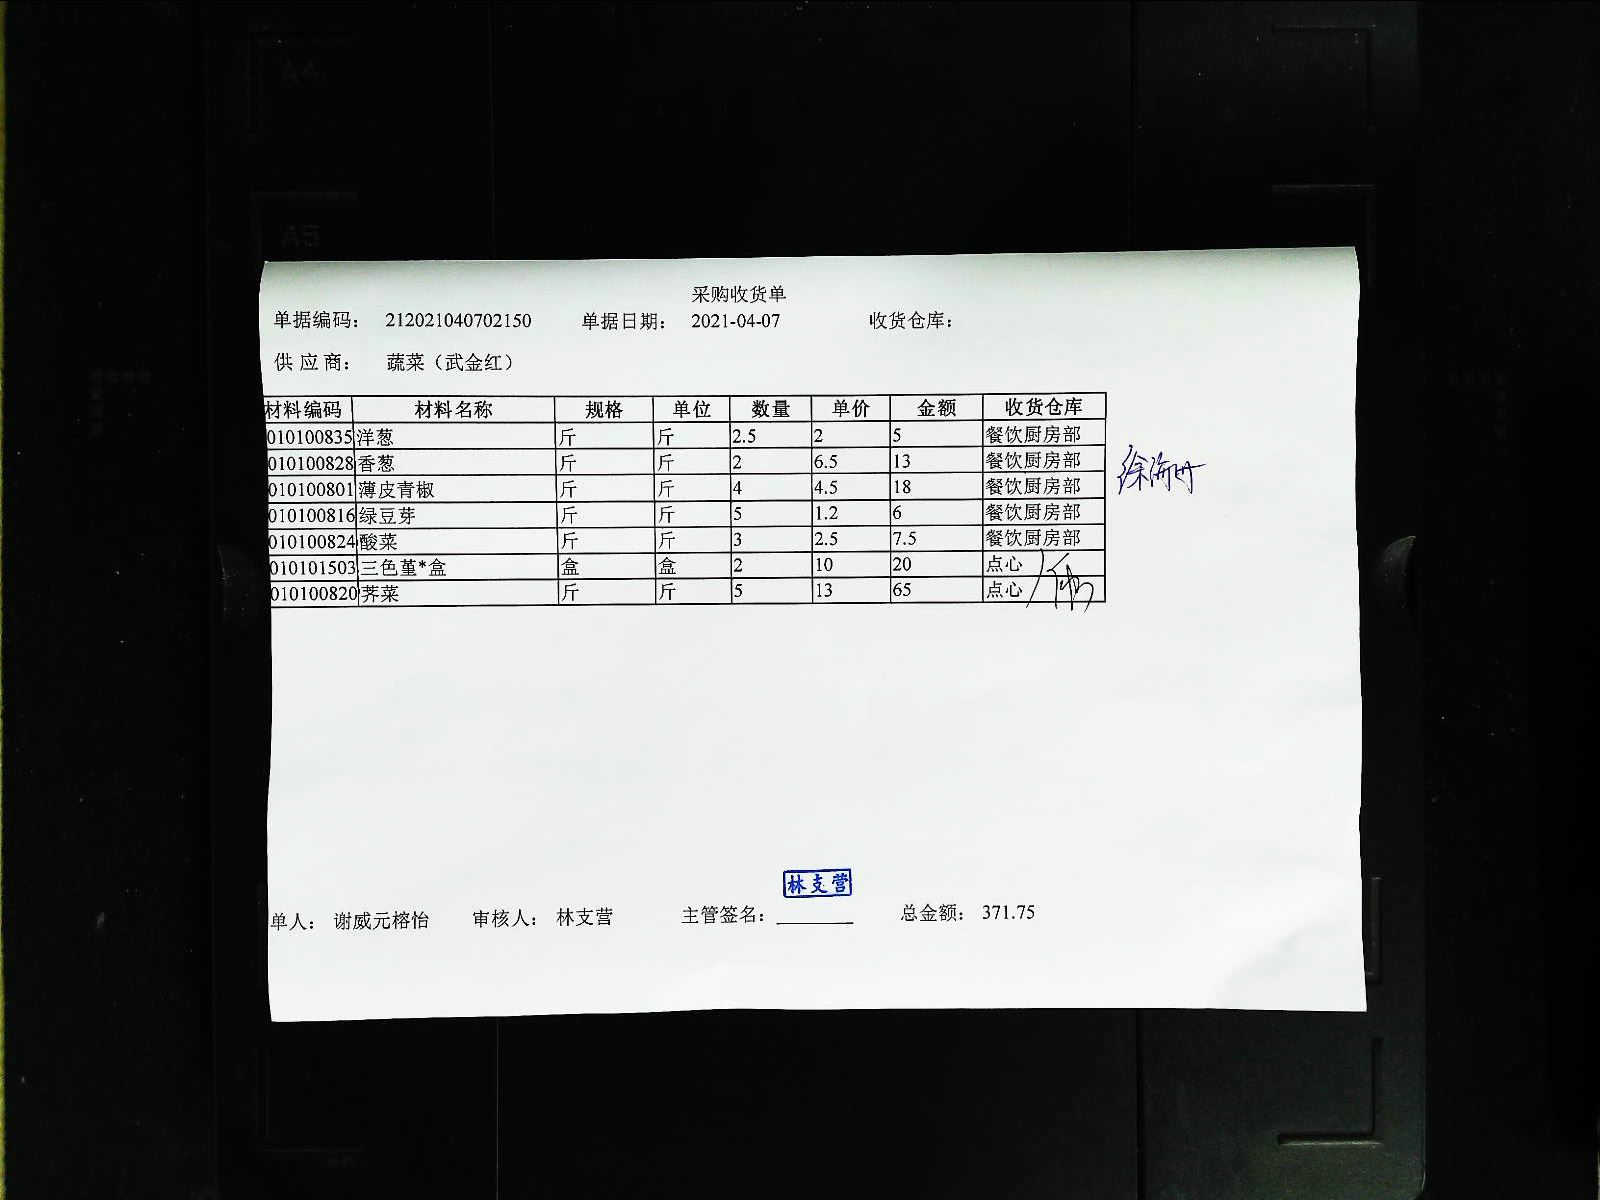 A4
A5
采购收货单
单据编码： 212021040702150 单据日期： 2021-04-07 收货仓库：
供 应 商： 蔬菜（武金红）
材料编码 材料名称 规格 单位 数量 单价 金额 收货仓库
010100835 洋葱 斤 斤 2.5 2 5 餐饮厨房部
010100828 香葱 斤 斤 2 6.5 13 餐饮厨房部
010100801 薄皮青椒 斤 斤 4 4.5 18 餐饮厨房部
010100816 绿豆芽 斤 斤 5 1.2 6 餐饮厨房部
010100824 酸菜 斤 斤 3 2.5 7.5 餐饮厨房部
010101503 三色堇*盒 盒 盒 2 10 20 点心
010100820 荠菜 斤 斤 5 13 65 点心
林支营
单人： 谢威元榕怡 审核人： 林支营 主管签名： 总金额： 371.75